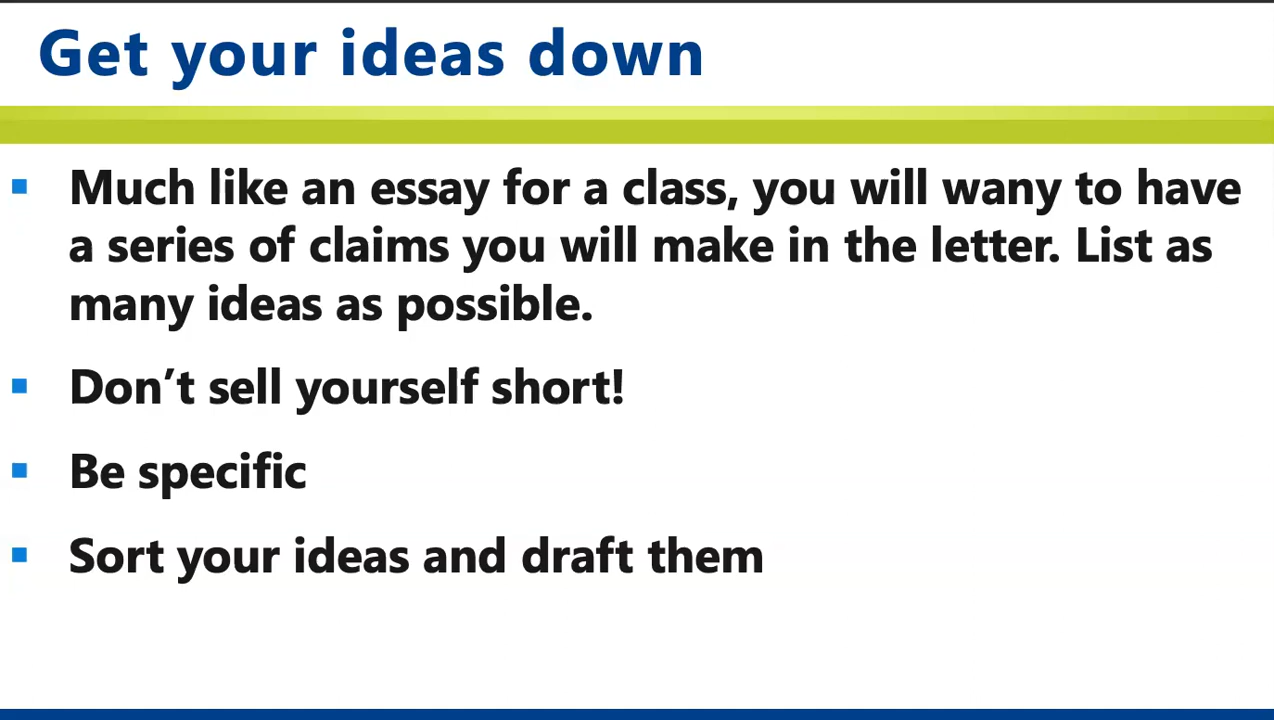 Get your ideas down
Much like an essay for a class, you will wany to have
a series of claims you will make in the letter. List as
many ideas as possible.
Don’t sell yourself short!
Be specific
Sort your ideas and draft them